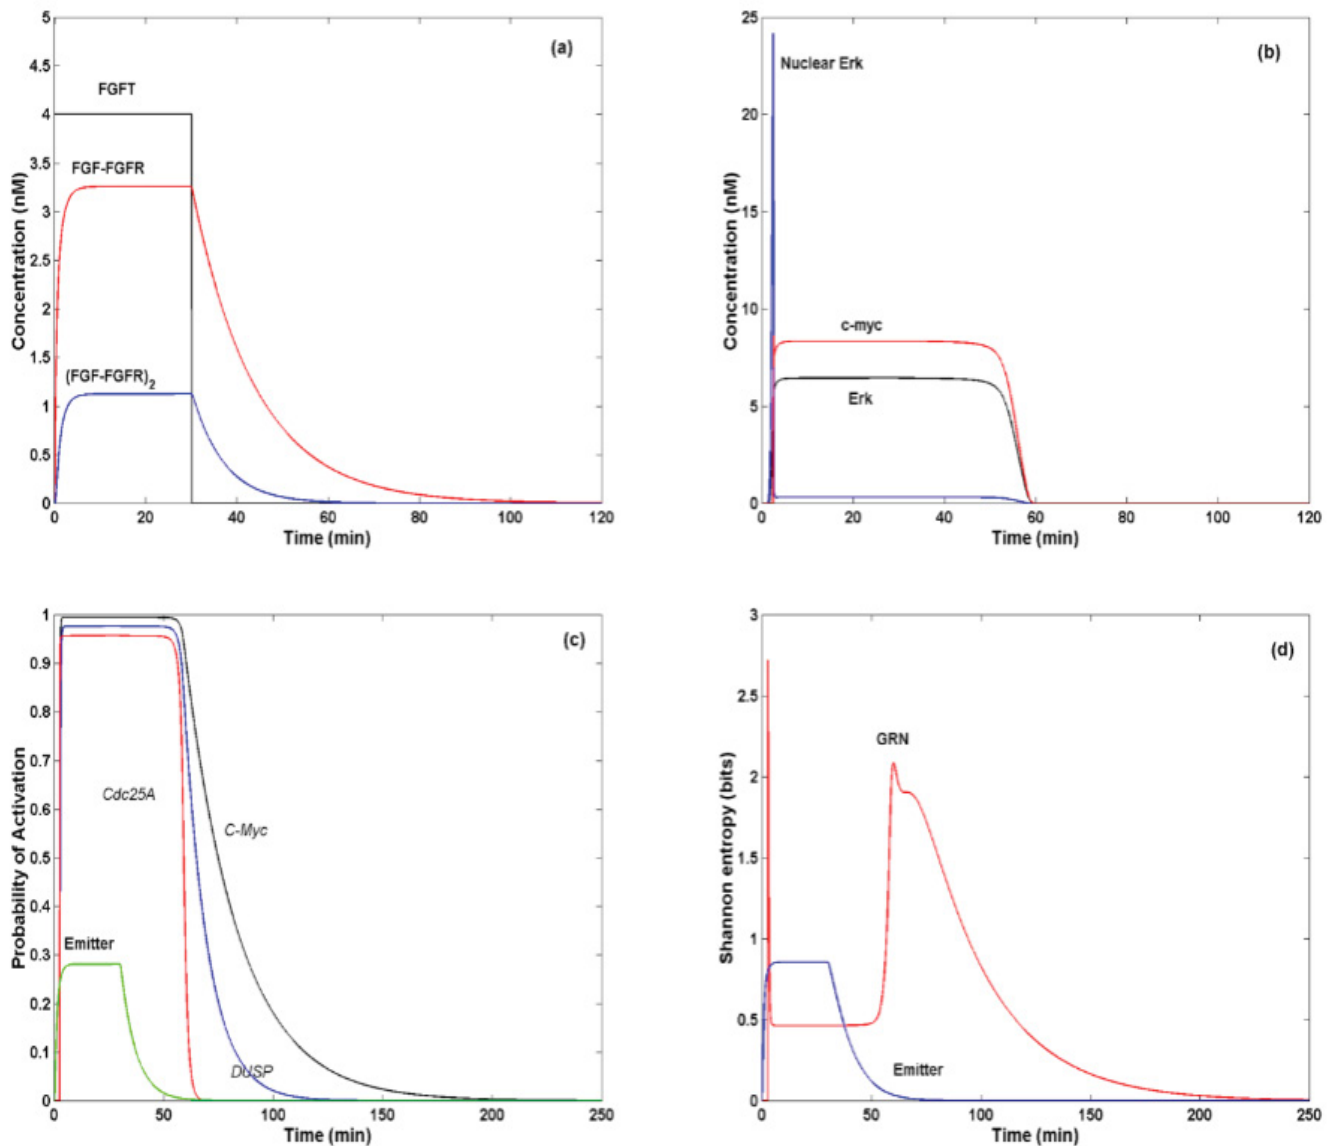 5
4.5
4
3.5
3
2.5
2
1.5
1
0.5
0
0 20 40 60 80 100 120
Concentration (nM)
Time (min)
(a)
FGFT
FGF-FGFR
(FGF-FGFR)2
25
20
15
10
5
0
0 20 40 60 80 100 120
Concentration (nM)
Time (min)
(b)
Nuclear Erk
c-myc
Erk
1
0.9
0.8
0.7
0.6
0.5
0.4
0.3
0.2
0.1
0
0 50 100 150 200 250
Probability of Activation
Time (min)
(c)
Cdc25A
C-Myc
Emitter
DUSP
3
2.5
2
1.5
1
0.5
0
0 50 100 150 200 250
Shannon entropy (bits)
Time (min)
(d)
GRN
Emitter